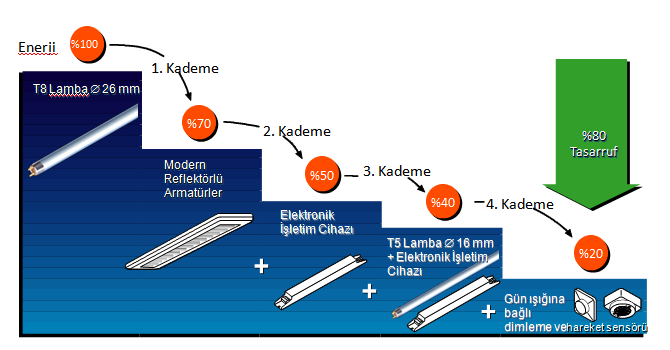 Enerii
%100
1. Kademe
T8 Lamba ∅ 26 mm
%70
2. Kademe
Modern
Reflektörlü
Armatürler
%50
3. Kademe
Elektronik
İşletim Cihazı
+
%40
4. Kademe
T5 Lamba ∅ 16 mm
+ Elektronik İşletim
Cihazı
+
%80
Tasarruf
%20
+
Gün ışığına
bağlı
dimleme ve hareket sensörü